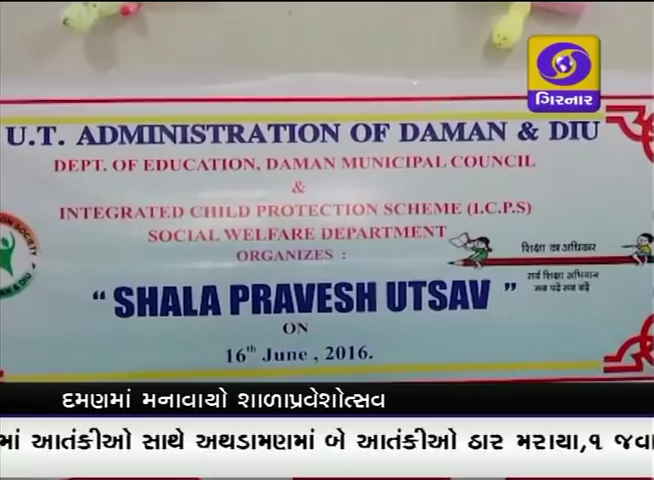 ગિરનાર
U.T. ADMINISTRATION OF DAMAN & DIU
DEPT. OF EDUCATION, DAMAN MUNICIPAL COUNCIL
&
INTEGRATED CHILD PROTECTION SCHEME (I.C.P.S)
SOCIAL WELFARE DEPARTMENT
ORGANIZES :
शिक्षा का अधिकार
सर्व शिक्षा अभियान
सब पढ़ें सब बढ़ें
" SHALA PRAVESH UTSAV "
ON
16th June , 2016.
દમણમાં મનાવાયો શાળાપ્રવેશોત્સવ
માં આતંકીઓ સાથે અથડામણમાં બે આતંકીઓ ઠાર મરાયા,૧ જવા